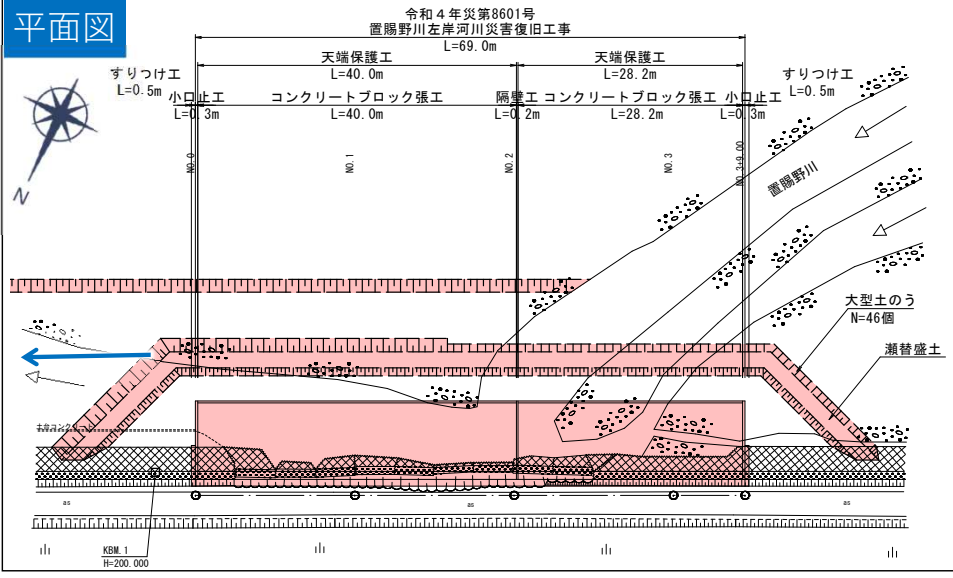 平面図
令和4年災第8601号
置賜野川左岸河川災害復旧工事
L=69.0m
天端保護工
L=40.0m
天端保護工
L=28.2m
すりつけ工
L=0.5m
小口止工
L=0.3m
コンクリートブロック張工
L=40.0m
隔壁工
L=0.2m
コンクリートブロック張工
L=28.2m
小口止工
L=0.3m
すりつけ工
L=0.5m
N
NO.0
NO.1
NO.2
NO.3
NO.3+9.00
置賜野川
大型土のう
N=46個
瀬替盛土
as
as
as
KBM.1
H=200.000